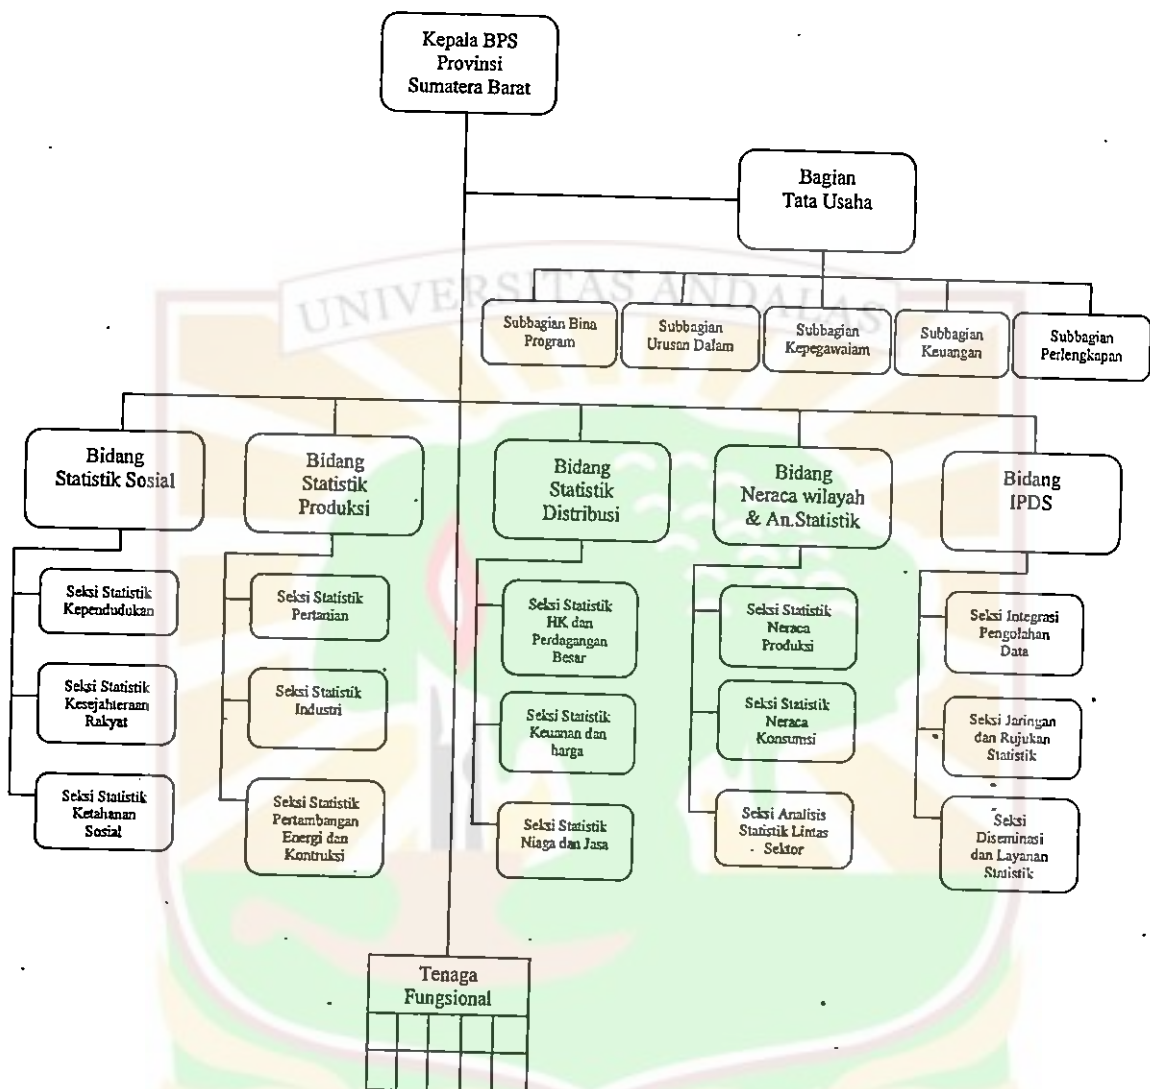 Kepala BPS
Provinsi
Sumatera Barat
Bagian
Tata Usaha
UNIVERSITAS ANDALAS
Subbagian Bina
Program
Subbagian
Urusan Dalam
Subbagian
Kepegawaiam
Subbagian
Keuangan
Subbagian
Perlengkapan
Bidang
Statistik Sosial
Bidang
Statistik
Produksi
Bidang
Statistik
Distribusi
Bidang
Neraca wilayah
& An.Statistik
Bidang
IPDS
Seksi Statistik
Kependudukan
Seksi Statistik
Kesejahteraan
Rakyat
Seksi Statistik
Ketahanan
Sosial
Seksi Statistik
Pertanian
Seksi Statistik
Industri
Seksi Statistik
Pertambangan
Energi dan
Kontruksi
Seksi Statistik
HK dan
Perdagangan
Besar
Seksi Statistik
Keuanan dan
harga
Seksi Statistik
Niaga dan Jasa
Seksi Statistik
Neraca
Produksi
Seksi Statistik
Neraca
Konsumsi
Seksi Analisis
Statistik Lintas
Sektor
Seksi Integrasi
Pengolahan
Data
Seksi Jaringan
dan Rujukan
Statistik
Seksi
Diseminasi
dan Layanan
Statistik
Tenaga
Fungsional